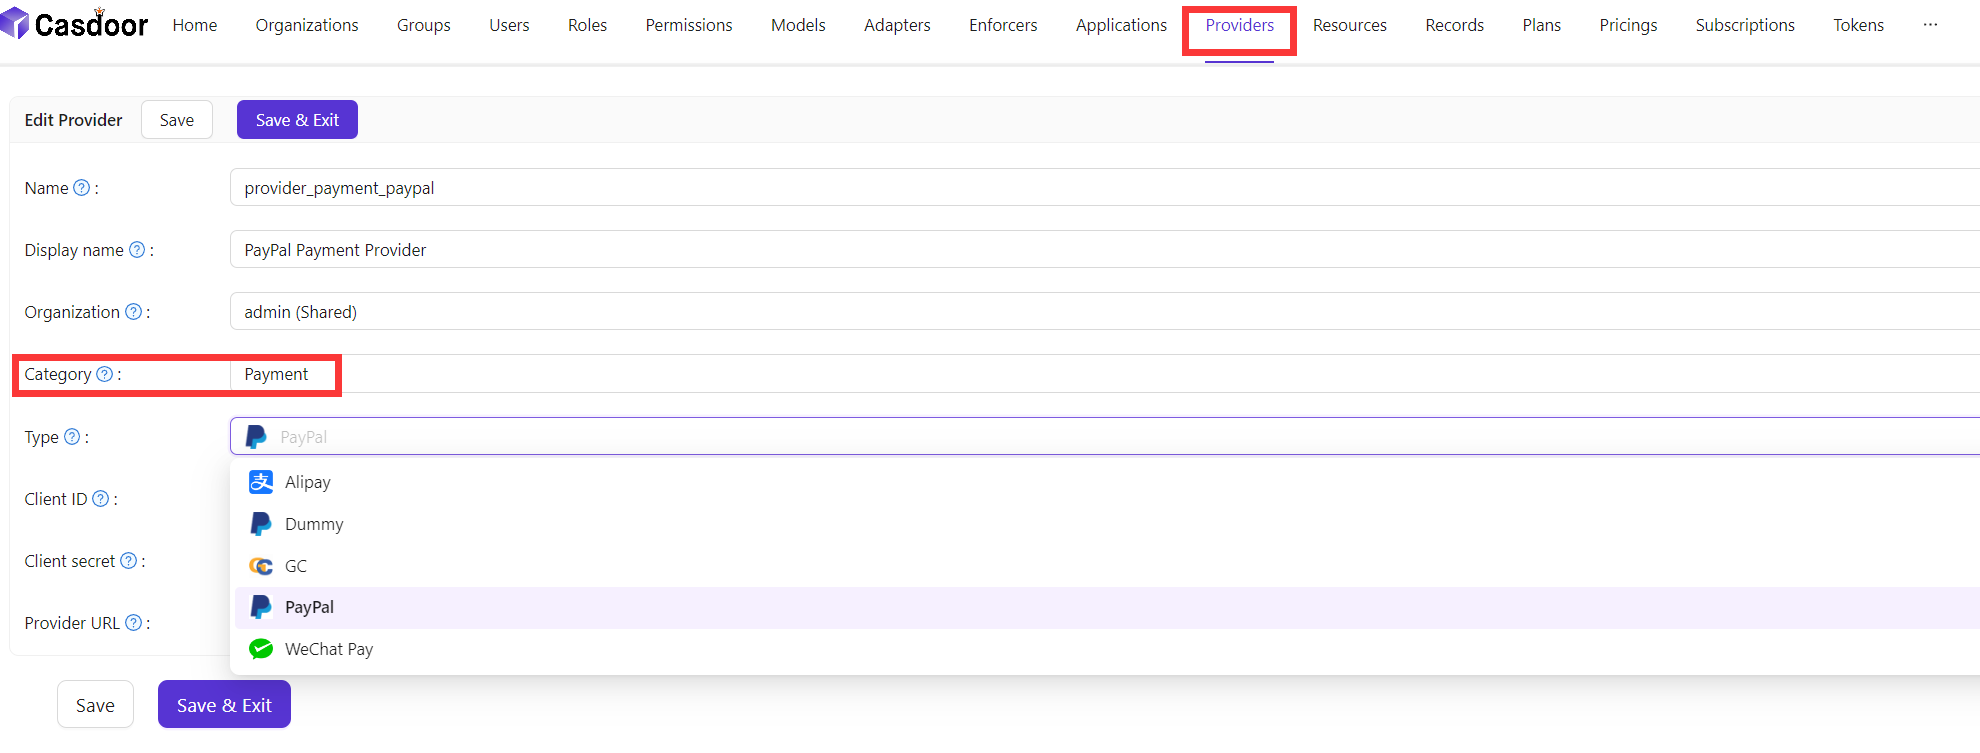 Casdoor Home Organizations Groups Users Roles Permissions Models Adapters Enforcers Applications Providers Resources Records Plans Pricings Subscriptions Tokens ···
Edit Provider Save Save & Exit
Name ? : provider_payment_paypal
Display name ? : PayPal Payment Provider
Organization ? : admin (Shared)
Category ? : Payment
Type ? : PayPal
支 Alipay
Client ID ? :
Dummy
Client secret ? :
GC
PayPal
Provider URL ? :
WeChat Pay
Save Save & Exit